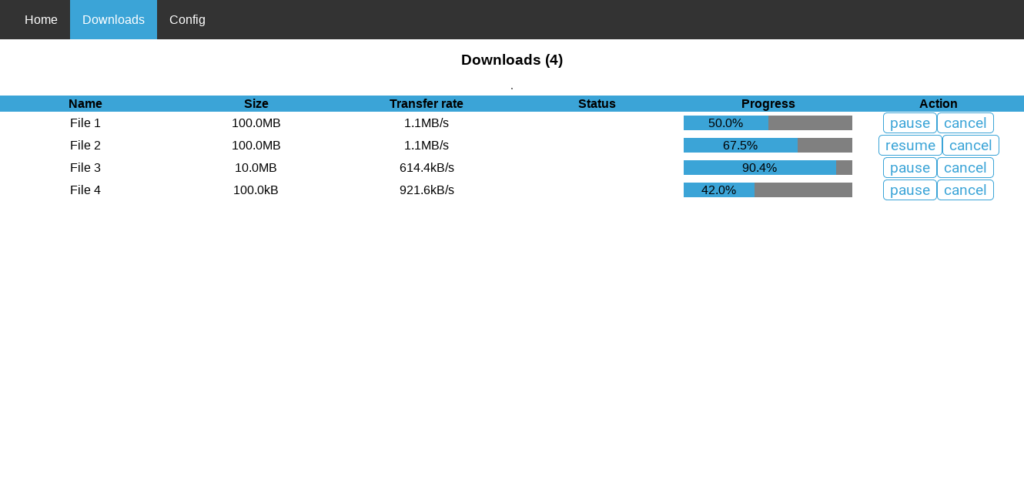 Home Downloads Config
Downloads (4)
.
Name Size Transfer rate Status Progress Action
File 1 100.0MB 1.1MB/s 50.0% pause cancel
File 2 100.0MB 1.1MB/s 67.5% resume cancel
File 3 10.0MB 614.4kB/s 90.4% pause cancel
File 4 100.0kB 921.6kB/s 42.0% pause cancel